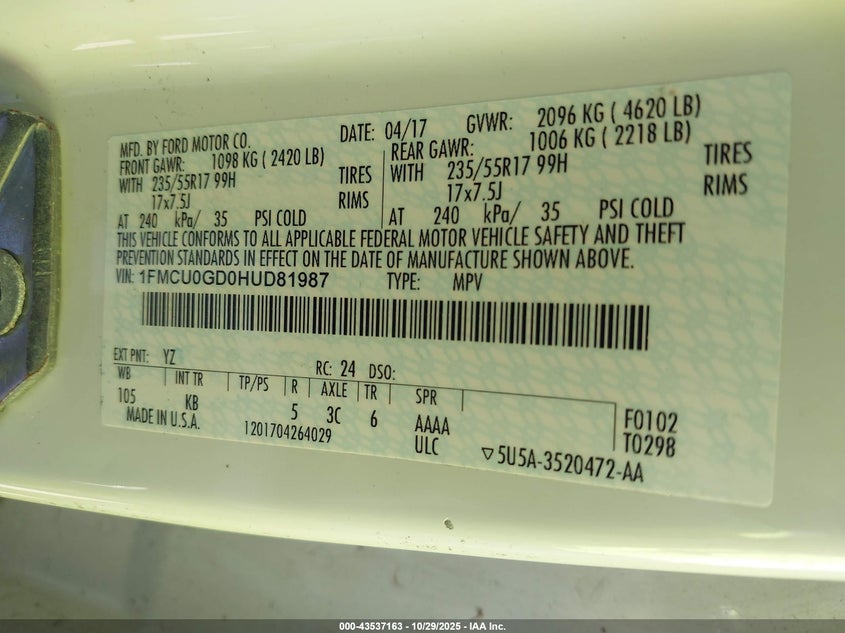 MFD. BY FORD MOTOR CO. DATE: 04/17 GVWR: 2096 KG ( 4620 LB)
FRONT GAWR: 1098 KG ( 2420 LB) REAR GAWR: 1006 KG ( 2218 LB)
WITH 235/55R17 99H TIRES WITH 235/55R17 99H TIRES
17x7.5J RIMS 17x7.5J RIMS
AT 240 kPa/ 35 PSI COLD AT 240 kPa/ 35 PSI COLD
THIS VEHICLE CONFORMS TO ALL APPLICABLE FEDERAL MOTOR VEHICLE SAFETY AND THEFT
PREVENTION STANDARDS IN EFFECT ON THE DATE OF MANUFACTURE SHOWN ABOVE.
VIN: 1FMCU0GD0HUD81987 TYPE: MPV
EXT PNT: YZ RC: 24 DSO:
WB INT TR TP/PS R AXLE TR SPR
105 KB 5 3C 6 AAAA F0102
MADE IN U.S.A. 1201704264029 ULC T0298
▽5U5A-3520472-AA
000-43537163 - 10/29/2025 - IAA Inc.